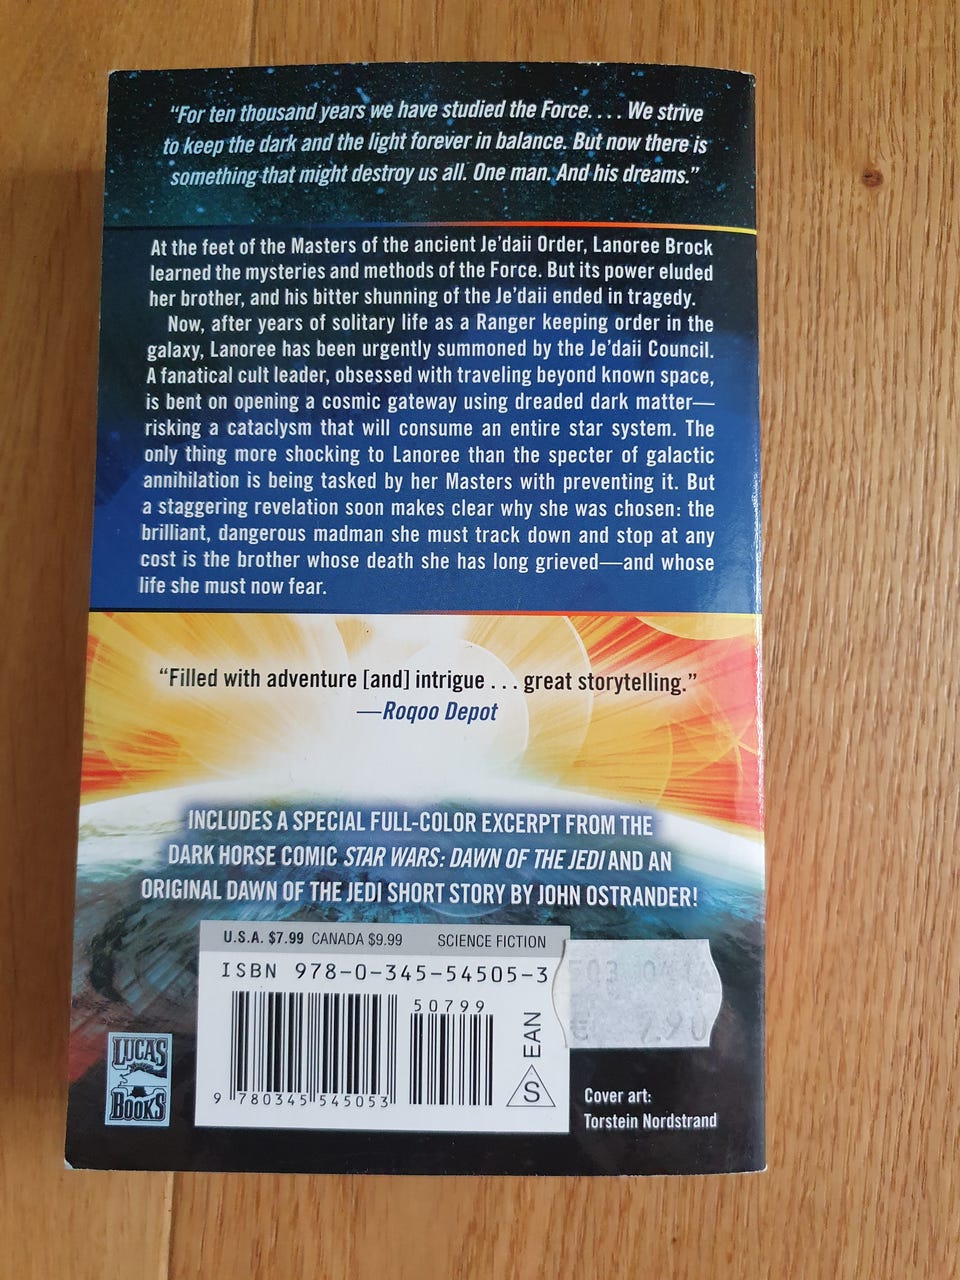 “For ten thousand years we have studied the Force. . . . We strive
to keep the dark and the light forever in balance. But now there is
something that might destroy us all. One man. And his dreams.”
At the feet of the Masters of the ancient Je’daii Order, Lanoree Brock
learned the mysteries and methods of the Force. But its power eluded
her brother, and his bitter shunning of the Je’daii ended in tragedy.
Now, after years of solitary life as a Ranger keeping order in the
galaxy, Lanoree has been urgently summoned by the Je’daii Council.
A fanatical cult leader, obsessed with traveling beyond known space,
is bent on opening a cosmic gateway using dreaded dark matter—
risking a cataclysm that will consume an entire star system. The
only thing more shocking to Lanoree than the specter of galactic
annihilation is being tasked by her Masters with preventing it. But
a staggering revelation soon makes clear why she was chosen: the
brilliant, dangerous madman she must track down and stop at any
cost is the brother whose death she has long grieved—and whose
life she must now fear.
“Filled with adventure [and] intrigue . . . great storytelling.”
—Roqoo Depot
INCLUDES A SPECIAL FULL-COLOR EXCERPT FROM THE
DARK HORSE COMIC STAR WARS: DAWN OF THE JEDI AND AN
ORIGINAL DAWN OF THE JEDI SHORT STORY BY JOHN OSTRANDER!
U.S.A. $7.99 CANADA $9.99 SCIENCE FICTION
ISBN 978-0-345-54505-3
50799
9 780345 545053
EAN
S
€ 7.90
LUCAS
BOOKS
Cover art:
Torstein Nordstrand